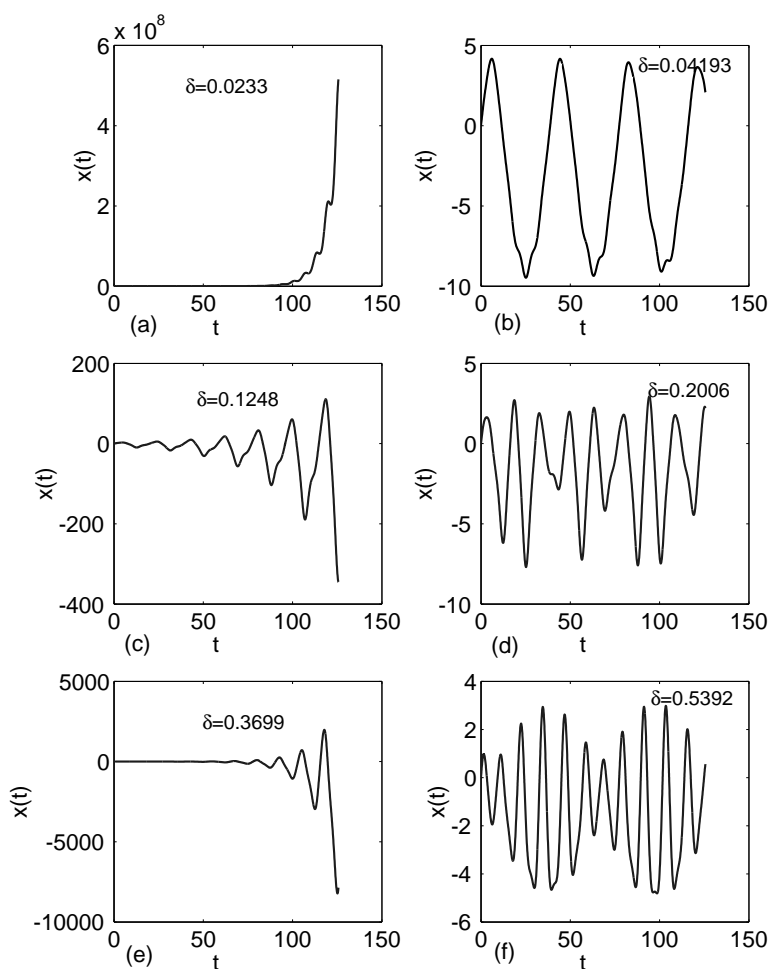 x 10^8
6
4
2
0
0 50 100 150
x(t)
δ=0.0233
(a)
t
5
0
-5
-10
0 50 100 150
x(t)
δ=0.04193
(b)
t
200
0
-200
-400
0 50 100 150
x(t)
δ=0.1248
(c)
t
5
0
-5
-10
0 50 100 150
x(t)
δ=0.2006
(d)
t
5000
0
-5000
-10000
0 50 100 150
x(t)
δ=0.3699
(e)
t
4
2
0
-2
-4
-6
0 50 100 150
x(t)
δ=0.5392
(f)
t